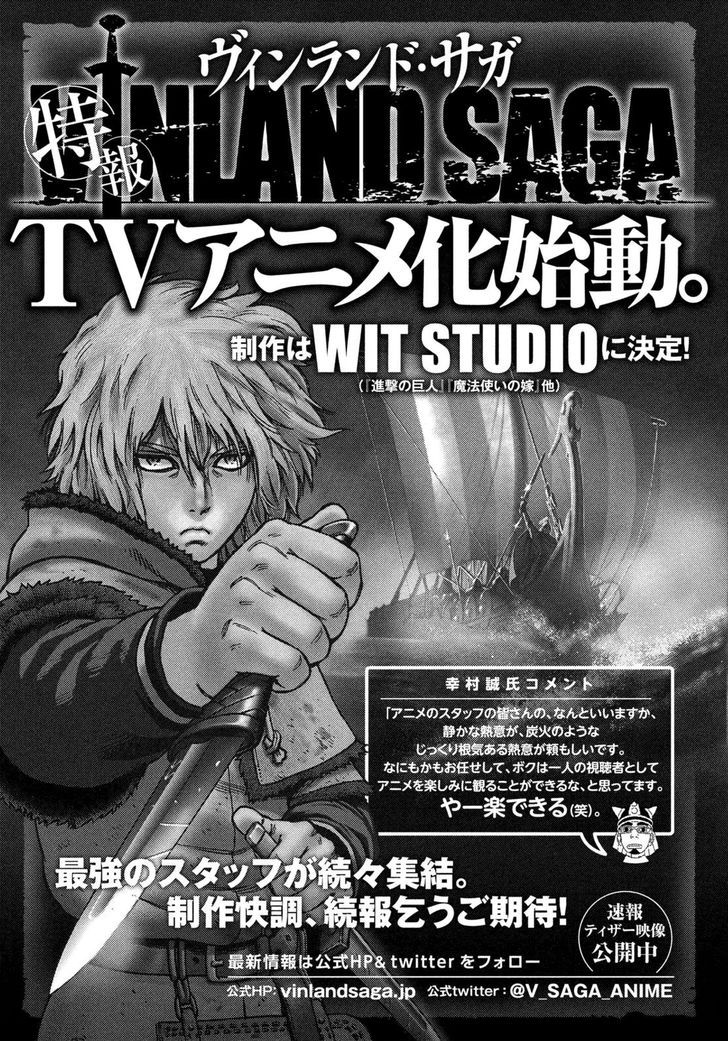 ヴィンランド・サガ
VINLAND SAGA
特報
TVアニメ化始動。
制作はWIT STUDIOに決定!
(『進撃の巨人』『魔法使いの嫁』他)
幸村誠氏コメント
「アニメのスタッフの皆さんの、なんといいますか、
静かな熱意が、炭火のような
じっくり根気ある熱意が頼もしいです。
なにもかもお任せして、ボクは一人の視聴者として
アニメを楽しみに観ることができるな、と思ってます。
やー楽できる(笑)。
最強のスタッフが続々集結。
制作快調、続報乞うご期待!
速報
ティザー映像
公開中
最新情報は公式HP&twitterをフォロー
公式HP:vinlandsaga.jp 公式twitter:@V_SAGA_ANIME